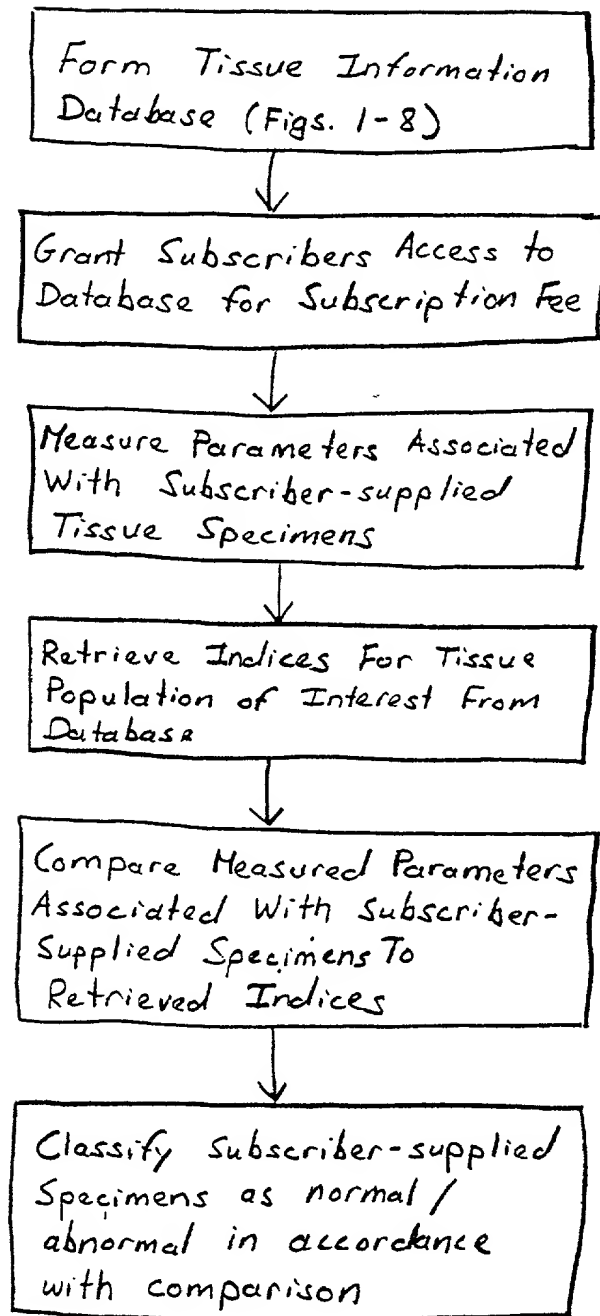 Form Tissue Information
Database (Figs. 1-8)
Grant Subscribers Access to
Database for Subscription Fee
Measure Parameters Associated
With Subscriber-supplied
Tissue Specimens
Retrieve Indices For Tissue
Population of Interest From
Database
Compare Measured Parameters
Associated With Subscriber-
Supplied Specimens To
Retrieved Indices
Classify Subscriber-supplied
Specimens as normal/
abnormal in accordance
with comparison